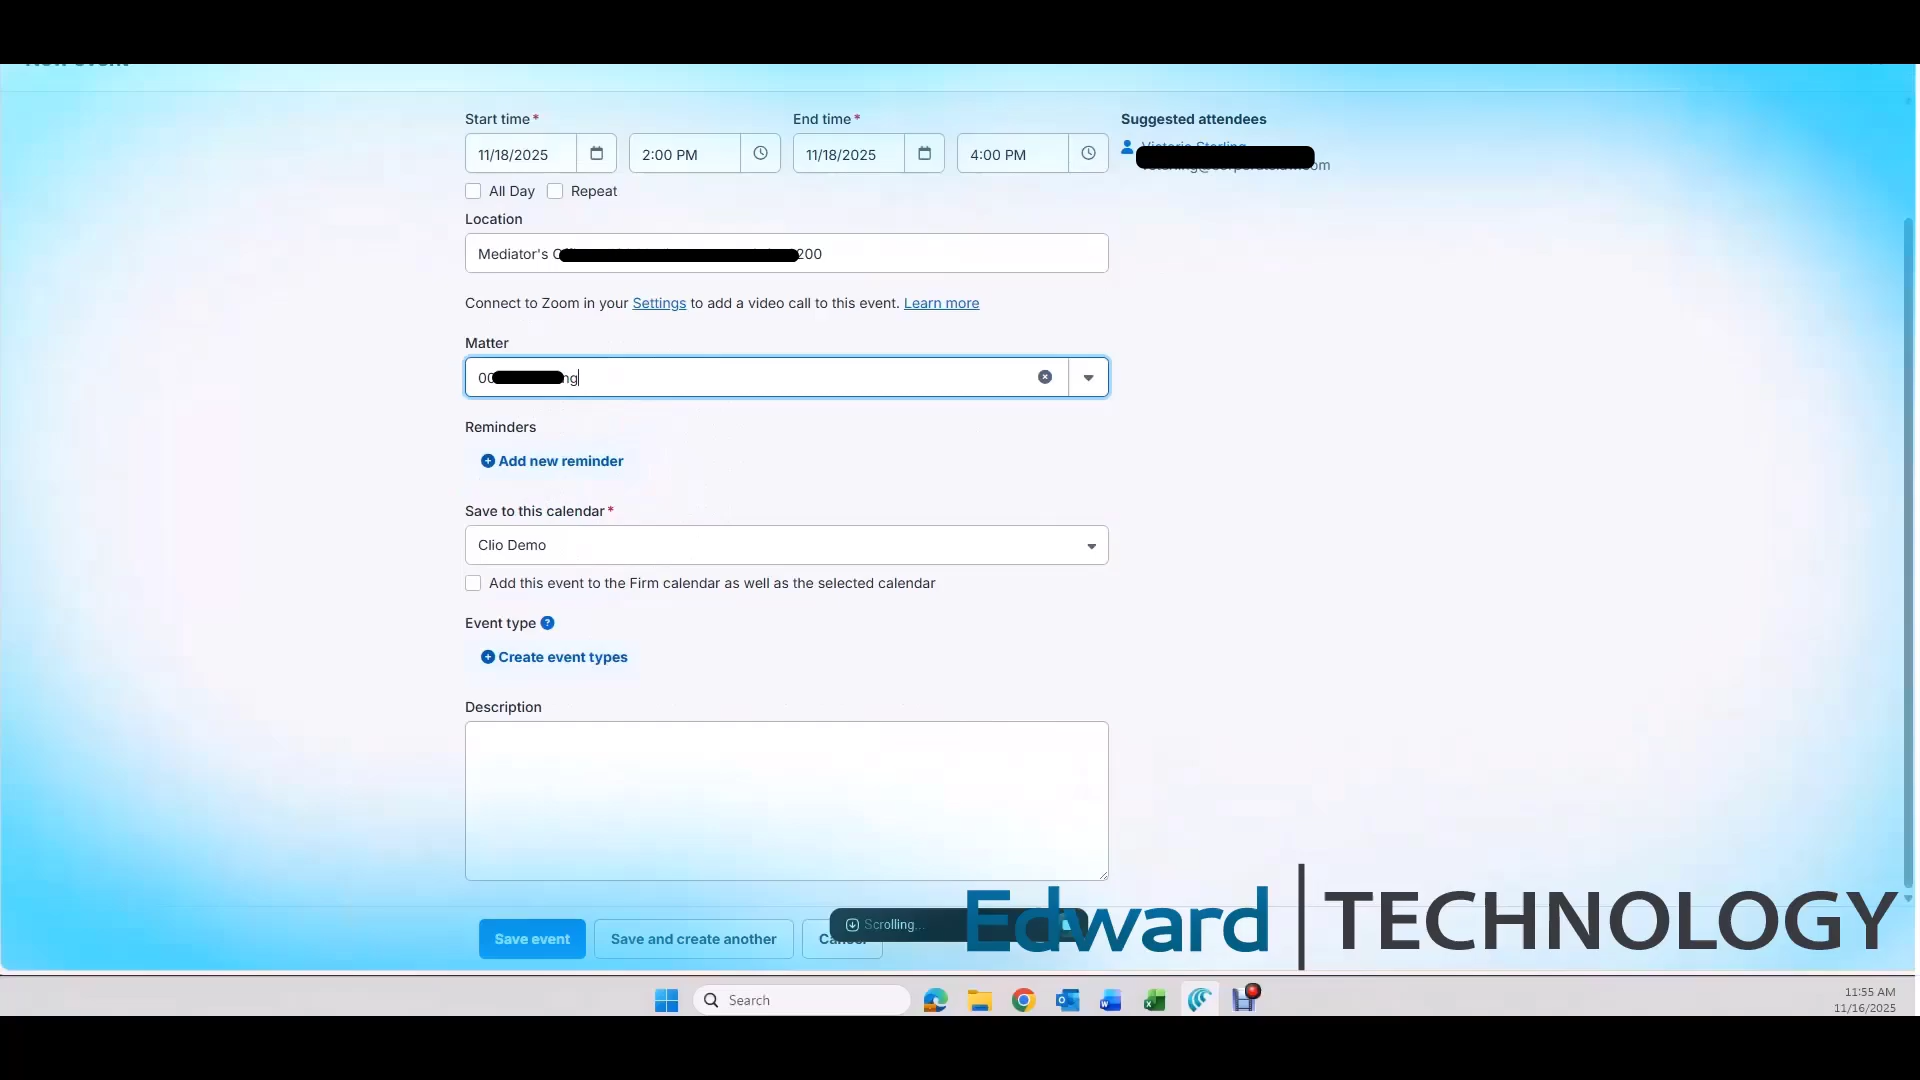 Start time*
End time*
Suggested attendees
11/18/2025
2:00 PM
11/18/2025
4:00 PM
All Day
Repeat
Location
Mediator's
200
Connect to Zoom in your Settings to add a video call to this event. Learn more
Matter
Reminders
Add new reminder
Save to this calendar*
Clio Demo
Add this event to the Firm calendar as well as the selected calendar
Event type ?
Create event types
Description
Save event
Save and create another
Scrolling...
Edward | TECHNOLOGY
Search
11:55 AM
11/16/2025